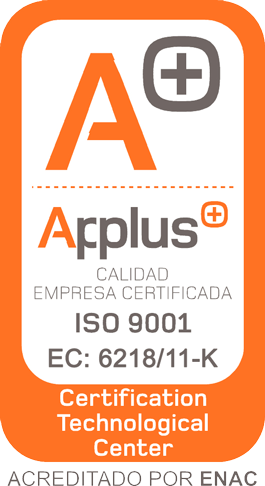 A+
Applus+
CALIDAD
EMPRESA CERTIFICADA
ISO 9001
EC: 6218/11-K
Certification
Technological
Center
ACREDITADO POR ENAC